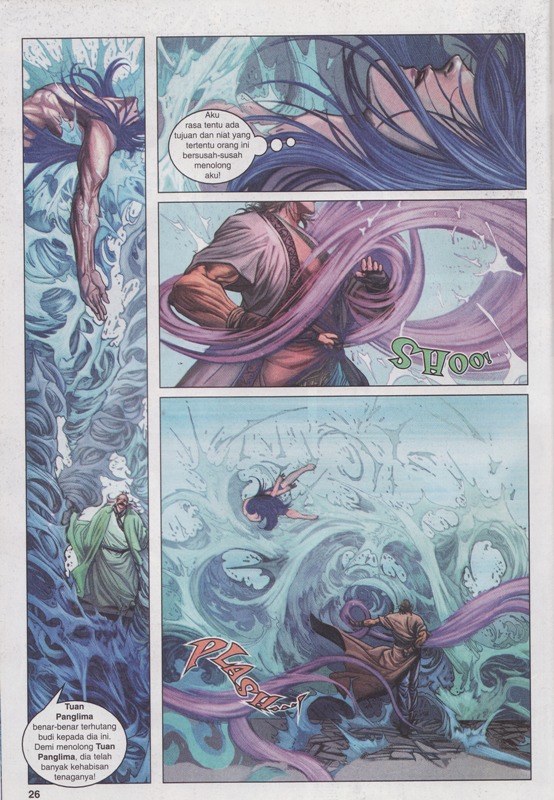 Tuan
Panglima
benar-benar terhutang
budi kepada dia ini.
Demi menolong Tuan
Panglima, dia telah
banyak kehabisan
tenaganya!
Aku
rasa tentu ada
tujuan dan niat yang
tertentu orang ini
bersusah-susah
menolong
aku!
SHOO!
PLASH...!
26